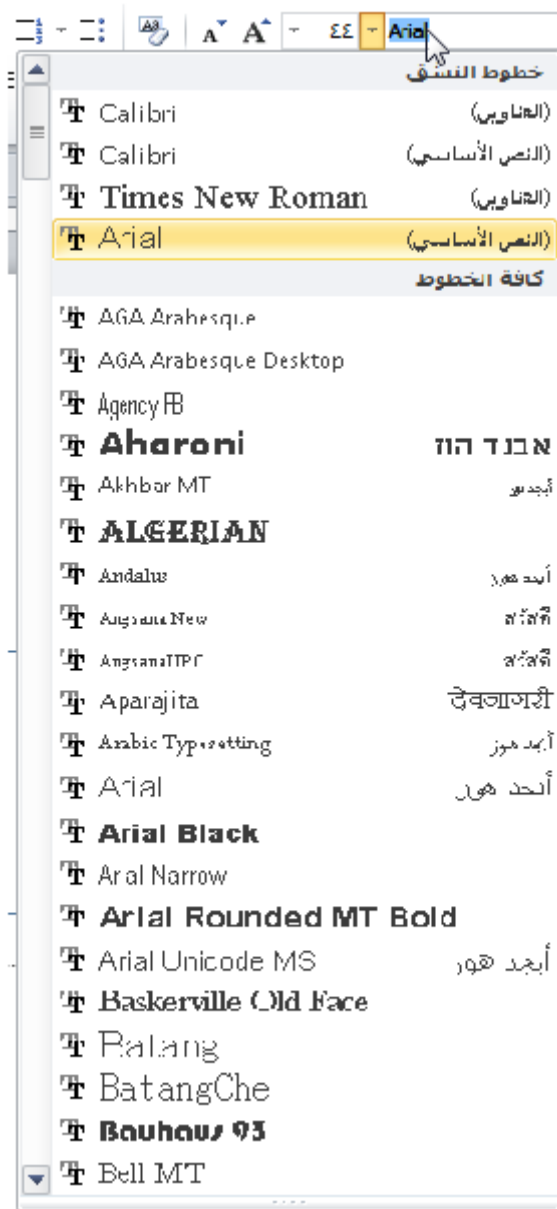 Arial ٤٤
خطوط النسق
Calibri (العناوين)
Calibri (النص الأساسي)
Times New Roman (العناوين)
Arial (النص الأساسي)
كافة الخطوط
AGA Arabesque
AGA Arabesque Desktop
Agency FB
Aharoni אבגד הוז
Akhbar MT أبجد هوز
ALGERIAN
Andalus أبجد هوز
Angsana New สวัสดี
AngsanaUPC สวัสดี
Aparajita देवनागरी
Arabic Typesetting أبجد هوز
Arial أبجد هوز
Arial Black
Arial Narrow
Arial Rounded MT Bold
Arial Unicode MS أبجد هوز
Baskerville Old Face
Batang
BatangChe
Bauhaus 93
Bell MT